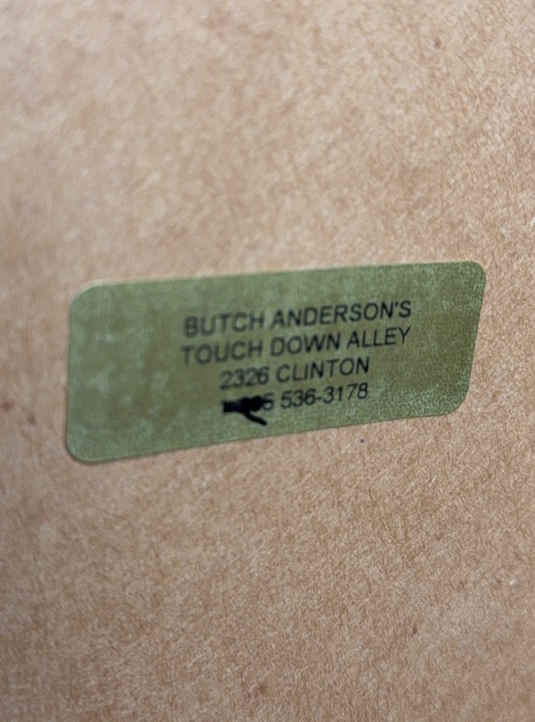 BUTCH ANDERSON'S
TOUCH DOWN ALLEY
2326 CLINTON
536-3178